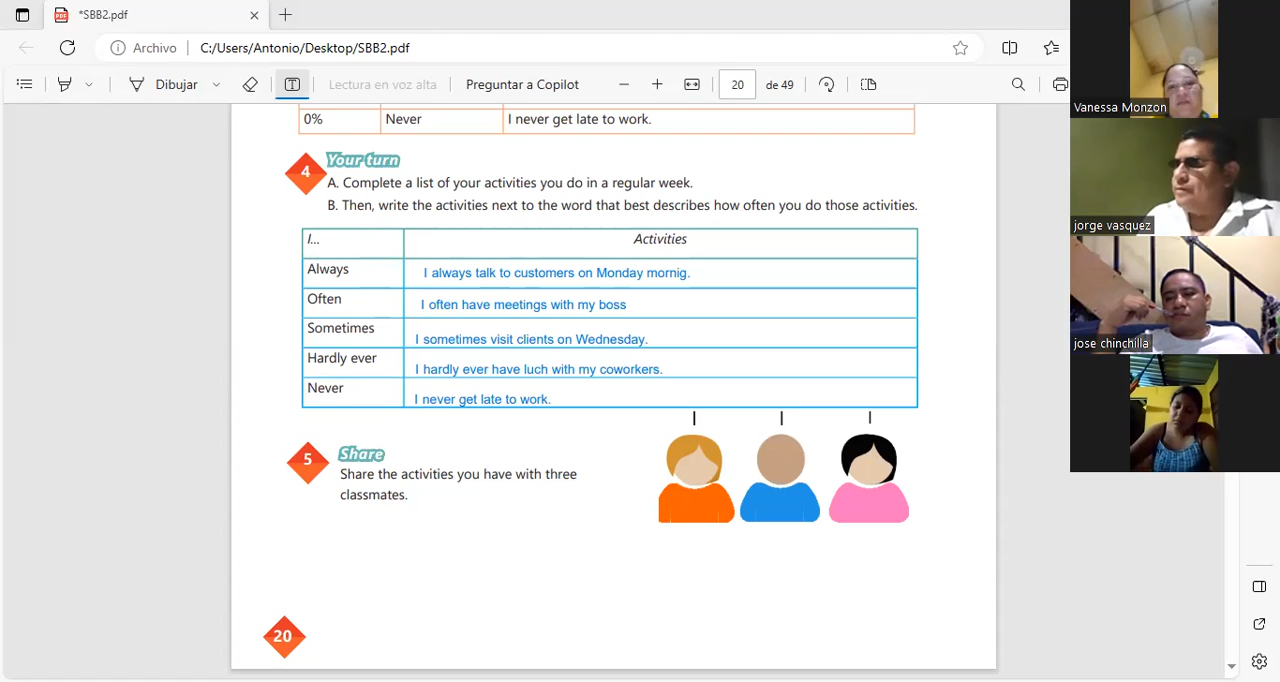 *SBB2.pdf
Archivo
C:/Users/Antonio/Desktop/SBB2.pdf
Dibujar
Lectura en voz alta
Preguntar a Copilot
20
de 49
0% Never I never get late to work.
4 Your turn
A. Complete a list of your activities you do in a regular week.
B. Then, write the activities next to the word that best describes how often you do those activities.
I... Activities
Always I always talk to customers on Monday mornig.
Often I often have meetings with my boss
Sometimes I sometimes visit clients on Wednesday.
Hardly ever I hardly ever have luch with my coworkers.
Never I never get late to work.
5 Share
Share the activities you have with three
classmates.
20
Vanessa Monzon
jorge vasquez
jose chinchilla